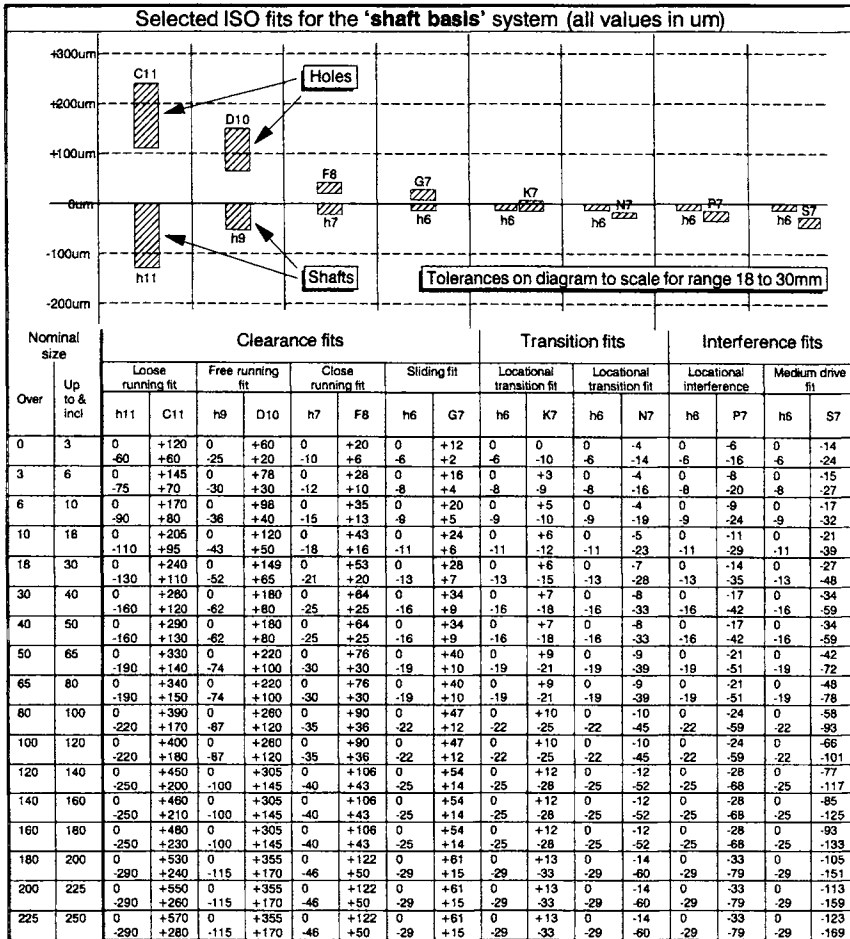 Selected ISO fits for the 'shaft basis' system (all values in um)
+300um
C11
Holes
+200um
D10
+100um
F8
G7
K7
N7
P7
S7
0um
h7
h6
h6
h6
h6
h6
h9
-100um
h11
Shafts
Tolerances on diagram to scale for range 18 to 30mm
-200um
Nominal size Clearance fits Transition fits Interference fits
Loose running fit Free running fit Close running fit Sliding fit Locational transition fit Locational transition fit Locational interference Medium drive fit
Over Up to & incl h11 C11 h9 D10 h7 F8 h6 G7 h6 K7 h6 N7 h6 P7 h6 S7
0 3 0 +120 0 +60 0 +20 0 +12 0 0 0 -4 0 -6 0 -14
-60 +60 -25 +20 -10 +6 -6 +2 -6 -10 -6 -14 -6 -16 -6 -24
3 6 0 +145 0 +78 0 +28 0 +16 0 +3 0 -4 0 -8 0 -15
-75 +70 -30 +30 -12 +10 -8 +4 -8 -9 -8 -16 -8 -20 -8 -27
6 10 0 +170 0 +98 0 +35 0 +20 0 +5 0 -4 0 -9 0 -17
-90 +80 -36 +40 -15 +13 -9 +5 -9 -10 -9 -19 -9 -24 -9 -32
10 18 0 +205 0 +120 0 +43 0 +24 0 +6 0 -5 0 -11 0 -21
-110 +95 -43 +50 -18 +16 -11 +6 -11 -12 -11 -23 -11 -29 -11 -39
18 30 0 +240 0 +149 0 +53 0 +28 0 +6 0 -7 0 -14 0 -27
-130 +110 -52 +65 -21 +20 -13 +7 -13 -15 -13 -28 -13 -35 -13 -48
30 40 0 +280 0 +180 0 +64 0 +34 0 +7 0 -8 0 -17 0 -34
-160 +120 -62 +80 -25 +25 -16 +9 -16 -18 -16 -33 -16 -42 -16 -59
40 50 0 +290 0 +180 0 +64 0 +34 0 +7 0 -8 0 -17 0 -34
-160 +130 -62 +80 -25 +25 -16 +9 -16 -18 -16 -33 -16 -42 -16 -59
50 65 0 +330 0 +220 0 +76 0 +40 0 +9 0 -9 0 -21 0 -42
-190 +140 -74 +100 -30 +30 -19 +10 -19 -21 -19 -39 -19 -51 -19 -72
65 80 0 +340 0 +220 0 +76 0 +40 0 +9 0 -9 0 -21 0 -48
-190 +150 -74 +100 -30 +30 -19 +10 -19 -21 -19 -39 -19 -51 -19 -78
80 100 0 +390 0 +260 0 +90 0 +47 0 +10 0 -10 0 -24 0 -58
-220 +170 -87 +120 -35 +36 -22 +12 -22 -25 -22 -45 -22 -59 -22 -93
100 120 0 +400 0 +260 0 +90 0 +47 0 +10 0 -10 0 -24 0 -66
-220 +180 -87 +120 -35 +36 -22 +12 -22 -25 -22 -45 -22 -59 -22 -101
120 140 0 +450 0 +305 0 +106 0 +54 0 +12 0 -12 0 -28 0 -77
-250 +200 -100 +145 -40 +43 -25 +14 -25 -28 -25 -52 -25 -68 -25 -117
140 160 0 +460 0 +305 0 +106 0 +54 0 +12 0 -12 0 -28 0 -85
-250 +210 -100 +145 -40 +43 -25 +14 -25 -28 -25 -52 -25 -68 -25 -125
160 180 0 +480 0 +305 0 +106 0 +54 0 +12 0 -12 0 -28 0 -93
-250 +230 -100 +145 -40 +43 -25 +14 -25 -28 -25 -52 -25 -68 -25 -133
180 200 0 +530 0 +355 0 +122 0 +61 0 +13 0 -14 0 -33 0 -105
-290 +240 -115 +170 -46 +50 -29 +15 -29 -33 -29 -60 -29 -79 -29 -151
200 225 0 +550 0 +355 0 +122 0 +61 0 +13 0 -14 0 -33 0 -113
-290 +260 -115 +170 -46 +50 -29 +15 -29 -33 -29 -60 -29 -79 -29 -159
225 250 0 +570 0 +355 0 +122 0 +61 0 +13 0 -14 0 -33 0 -123
-290 +280 -115 +170 -46 +50 -29 +15 -29 -33 -29 -60 -29 -79 -29 -169